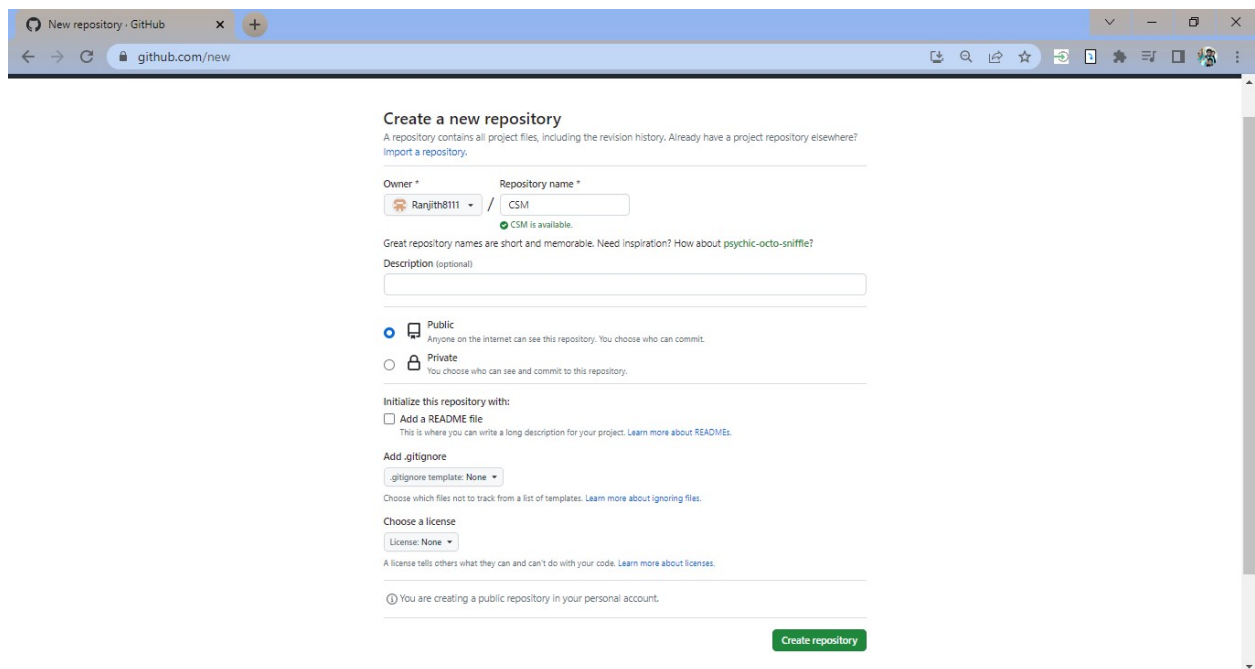 New repository · GitHub
github.com/new
Create a new repository
A repository contains all project files, including the revision history. Already have a project repository elsewhere?
Import a repository.
Owner * Repository name *
Ranjith8111 / CSM
CSM is available.
Great repository names are short and memorable. Need inspiration? How about psychic-octo-sniffle?
Description (optional)
Public
Anyone on the internet can see this repository. You choose who can commit.
Private
You choose who can see and commit to this repository.
Initialize this repository with:
Add a README file
This is where you can write a long description for your project. Learn more about READMEs.
Add .gitignore
.gitignore template: None
Choose which files not to track from a list of templates. Learn more about ignoring files.
Choose a license
License: None
A license tells others what they can and can't do with your code. Learn more about licenses.
You are creating a public repository in your personal account.
Create repository